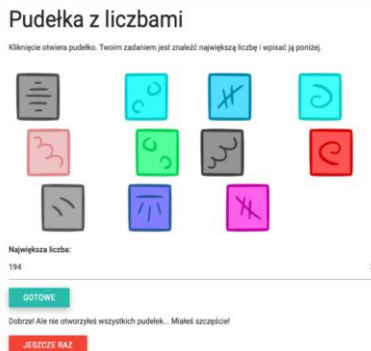 Pudełka z liczbami
Kliknięcie otwiera pudełko. Twoim zadaniem jest znaleźć największą liczbę i wpisać ją poniżej.
Największa liczba:
194
GOTOWE
Dobrze! Ale nie otworzyłeś wszystkich pudełek... Miałeś szczęście!
JESZCZE RAZ